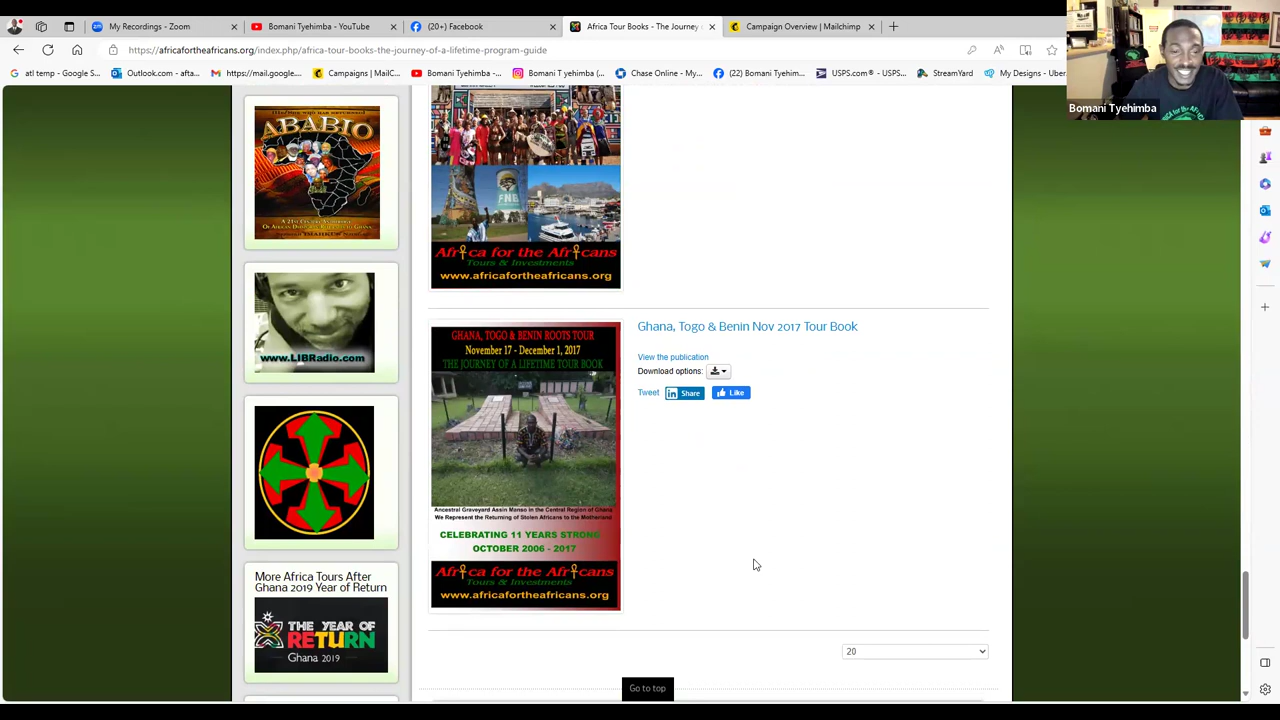 My Recordings - Zoom
Bomani Tyehimba - YouTube
(20+) Facebook
Africa Tour Books - The Journey o
Campaign Overview | Mailchimp
https://africafortheafricans.org/index.php/africa-tour-books-the-journey-of-a-lifetime-program-guide
atl temp - Google S...
Outlook.com - afta...
https://mail.google....
Campaigns | MailC...
Bomani Tyehimba -...
Bomani T yehimba (...
Chase Online - My...
(22) Bomani Tyehim...
USPS.com® - USPS...
StreamYard
My Designs - Uber
Bomani Tyehimba
ABABIO
A 21st Century Anthology
Of African Diaspora
www.LIBRadio.com
More Africa Tours After
Ghana 2019 Year of Return
THE YEAR OF
RETURN
Ghana 2019
FNB
Africa for the Africans
Tours & Investments
www.africafortheafricans.org
GHANA, TOGO & BENIN ROOTS TOUR
November 17 - December 1, 2017
THE JOURNEY OF A LIFETIME TOUR BOOK
Ancestral Graveyard Assin Manso in the Central Region of Ghana
We Represent the Returning of Stolen Africans to the Motherland
CELEBRATING 11 YEARS STRONG
OCTOBER 2006 - 2017
Africa for the Africans
Tours & Investments
www.africafortheafricans.org
Ghana, Togo & Benin Nov 2017 Tour Book
View the publication
Download options:
Tweet
Share
Like
20
Go to top